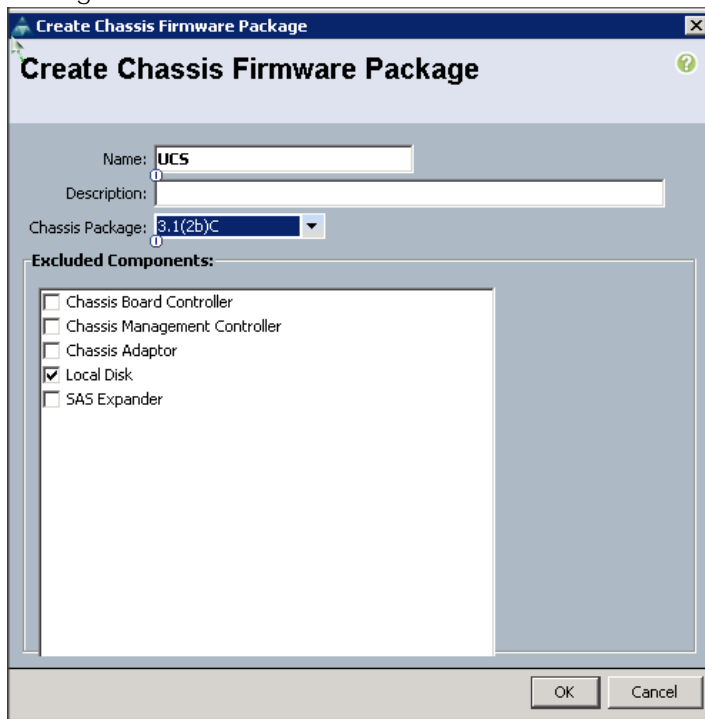 Create Chassis Firmware Package
Create Chassis Firmware Package
Name: UCS
Description:
Chassis Package: 3.1(2b)C
Excluded Components:
Chassis Board Controller
Chassis Management Controller
Chassis Adaptor
Local Disk
SAS Expander
OK Cancel